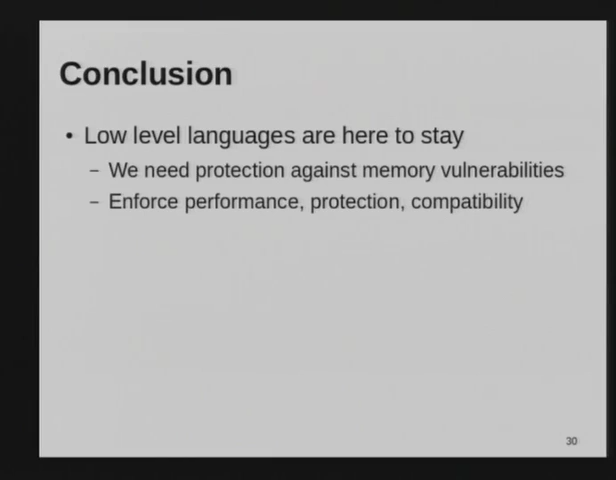 Conclusion
• Low level languages are here to stay
– We need protection against memory vulnerabilities
– Enforce performance, protection, compatibility
30